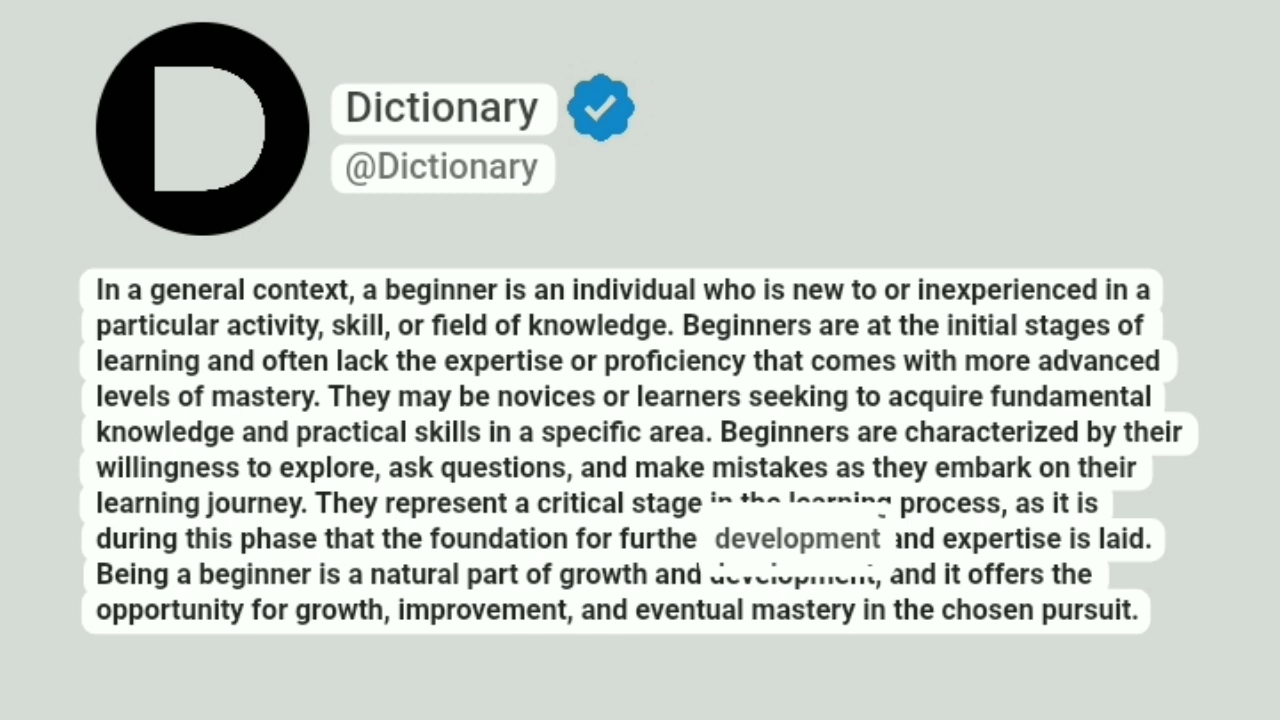 D
Dictionary
@Dictionary
In a general context, a beginner is an individual who is new to or inexperienced in a
particular activity, skill, or field of knowledge. Beginners are at the initial stages of
learning and often lack the expertise or proficiency that comes with more advanced
levels of mastery. They may be novices or learners seeking to acquire fundamental
knowledge and practical skills in a specific area. Beginners are characterized by their
willingness to explore, ask questions, and make mistakes as they embark on their
learning journey. They represent a critical stage in the learning process, as it is
during this phase that the foundation for furthe development and expertise is laid.
Being a beginner is a natural part of growth and development, and it offers the
opportunity for growth, improvement, and eventual mastery in the chosen pursuit.